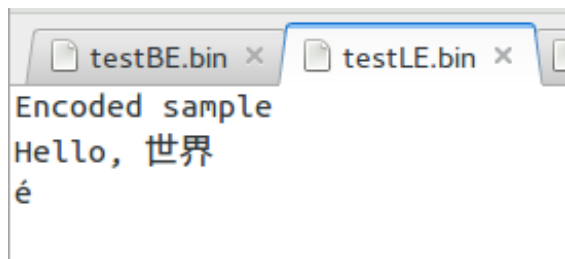 testBE.bin × testLE.bin ×
Encoded sample
Hello, 世界
é